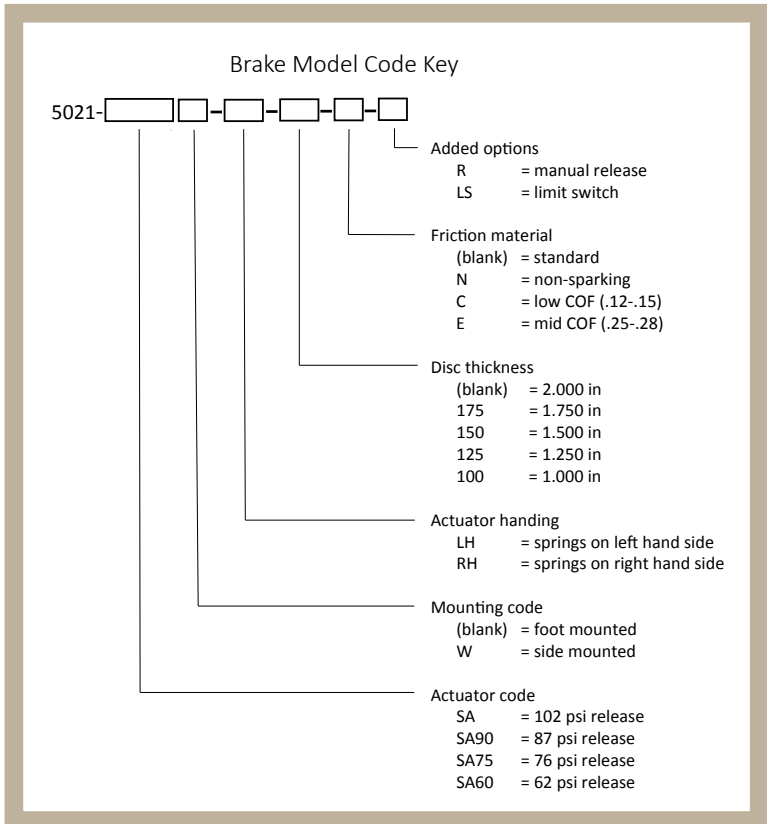 Brake Model Code Key
5021-
Added options
R = manual release
LS = limit switch
Friction material
(blank) = standard
N = non-sparking
C = low COF (.12-.15)
E = mid COF (.25-.28)
Disc thickness
(blank) = 2.000 in
175 = 1.750 in
150 = 1.500 in
125 = 1.250 in
100 = 1.000 in
Actuator handing
LH = springs on left hand side
RH = springs on right hand side
Mounting code
(blank) = foot mounted
W = side mounted
Actuator code
SA = 102 psi release
SA90 = 87 psi release
SA75 = 76 psi release
SA60 = 62 psi release